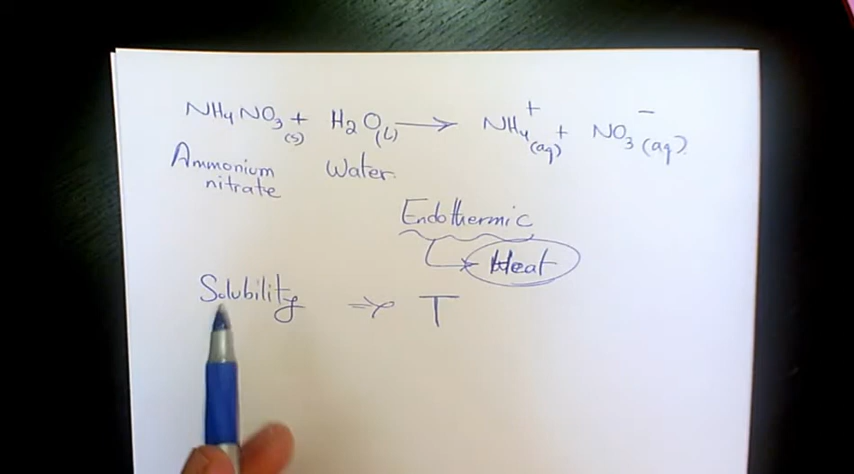 NH₄NO₃(s) + H₂O(l) ⟶ NH₄⁺(aq) + NO₃⁻(aq)
Ammonium Water
nitrate
Endothermic
→ Heat
Solubility → T